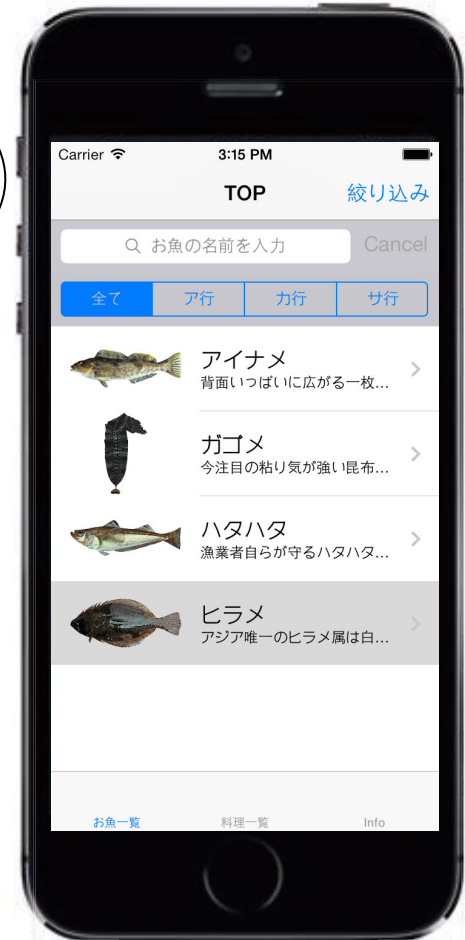 Carrier 3:15 PM
TOP 絞り込み
お魚の名前を入力 Cancel
全て ア行 カ行 サ行
アイナメ
背面いっぱいに広がる一枚...
ガゴメ
今注目の粘り気が強い昆布...
ハタハタ
漁業者自らが守るハタハタ...
ヒラメ
アジア唯一のヒラメ属は白...
お魚一覧 料理一覧 Info